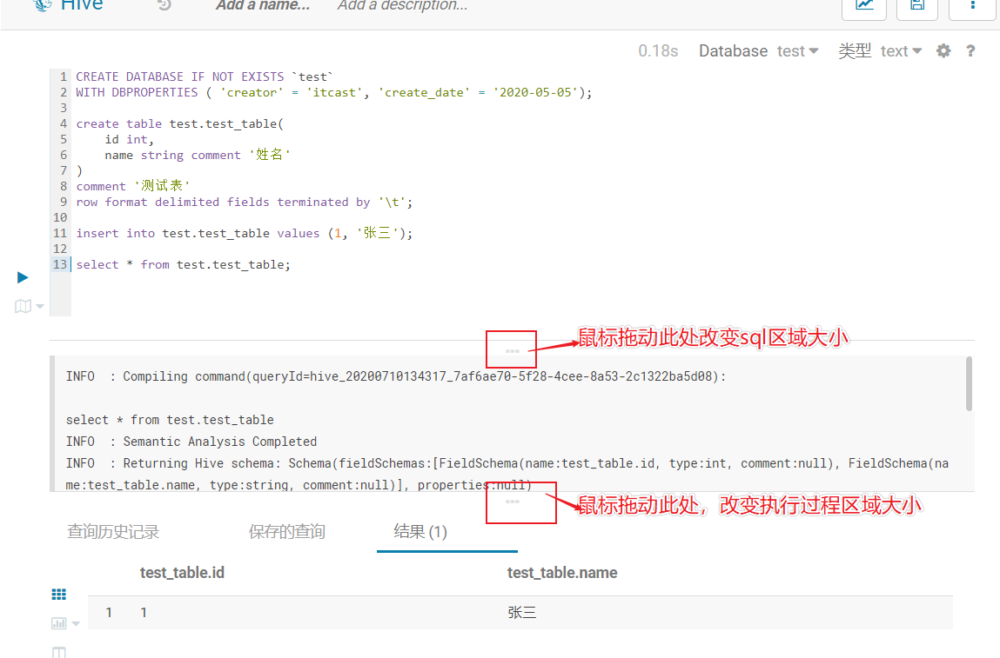 Hive Add a name... Add a description...
0.18s Database test 类型 text ?
1 CREATE DATABASE IF NOT EXISTS `test`
2 WITH DBPROPERTIES ( 'creator' = 'itcast', 'create_date' = '2020-05-05');
3
4 create table test.test_table(
5 id int,
6 name string comment '姓名'
7 )
8 comment '测试表'
9 row format delimited fields terminated by '\t';
10
11 insert into test.test_table values (1, '张三');
12
13 select * from test.test_table;
鼠标拖动此处改变sql区域大小
INFO : Compiling command(queryId=hive_20200710134317_7af6ae70-5f28-4cee-8a53-2c1322ba5d08):
select * from test.test_table
INFO : Semantic Analysis Completed
INFO : Returning Hive schema: Schema(fieldSchemas:[FieldSchema(name:test_table.id, type:int, comment:null), FieldSchema(na
me:test_table.name, type:string, comment:null)], properties:null)
鼠标拖动此处，改变执行过程区域大小
查询历史记录 保存的查询 结果 (1)
test_table.id test_table.name
1 1 张三